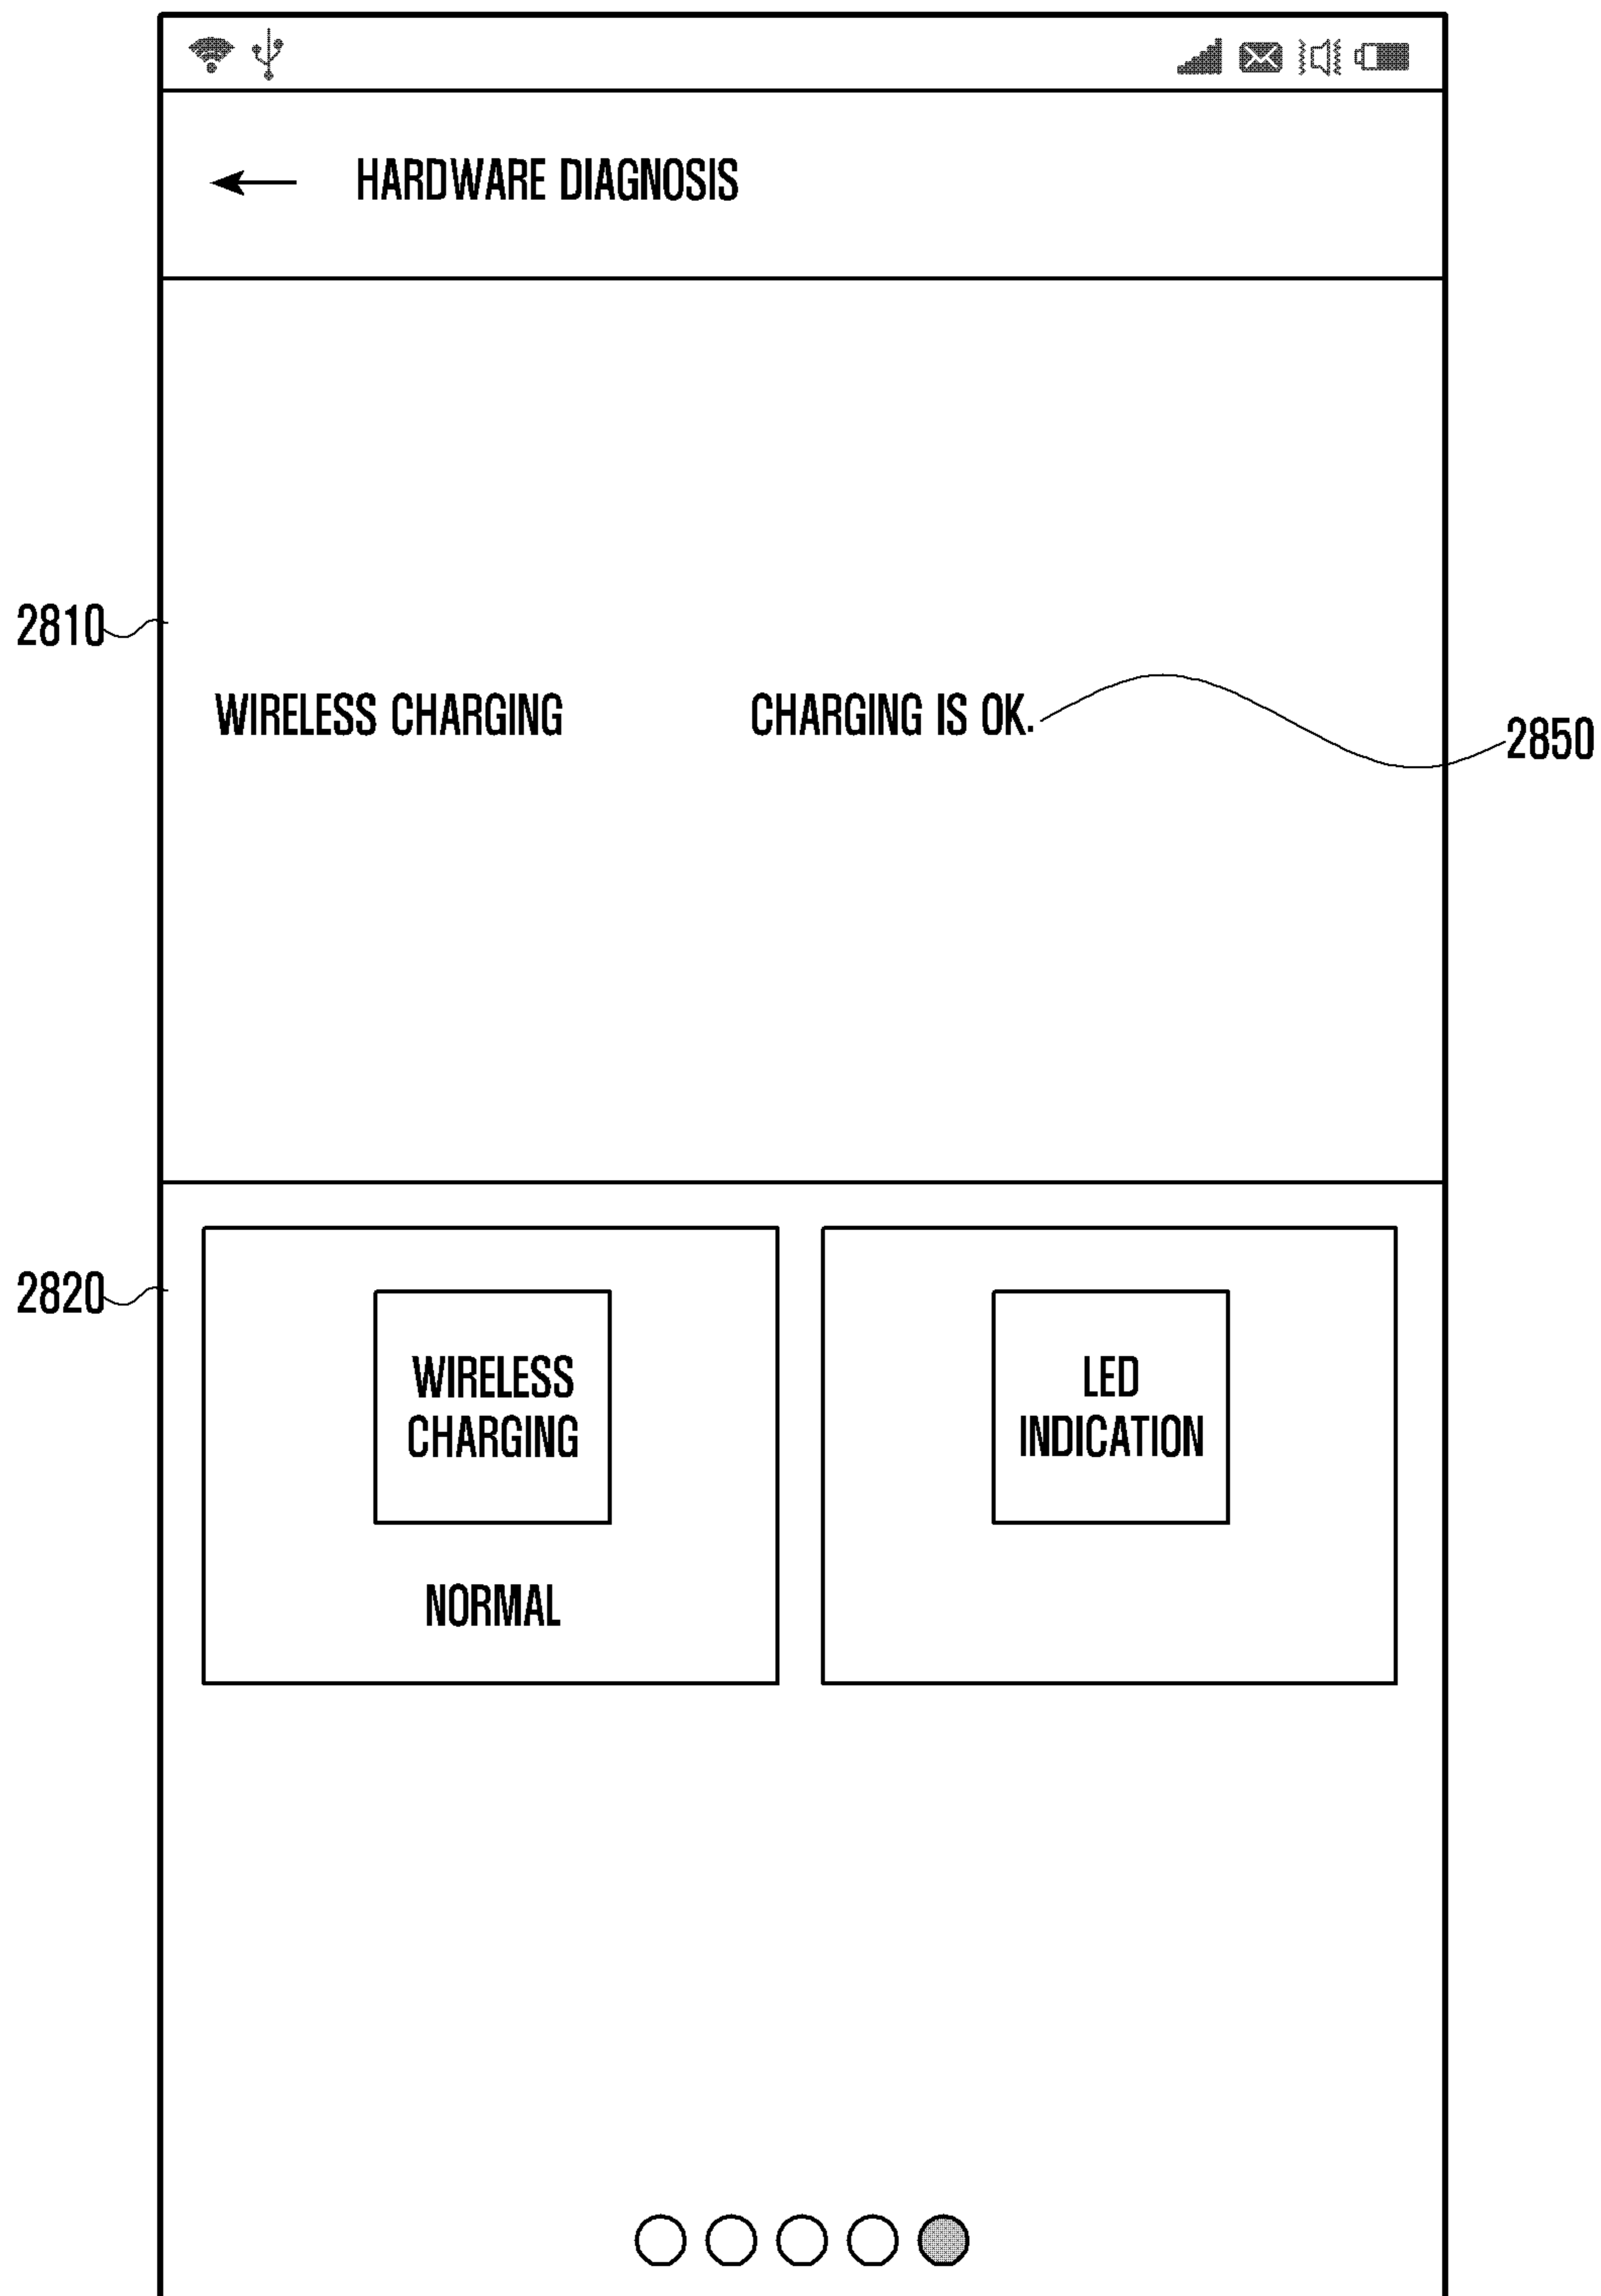 HARDWARE DIAGNOSIS
2810
WIRELESS CHARGING CHARGING IS OK.
2850
2820
WIRELESS
CHARGING
NORMAL
LED
INDICATION